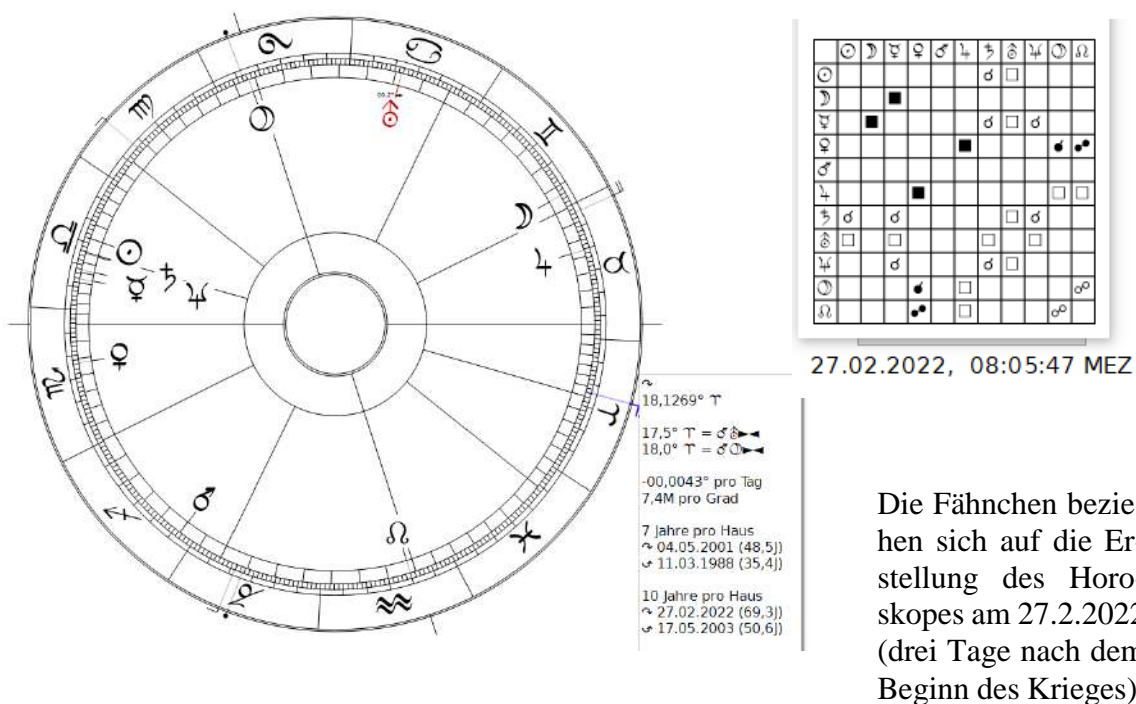 27.02.2022, 08:05:47 MEZ
↷
18,1269° ♈
17,5° ♈ = ♂⛢►◄
18,0° ♈ = ♂☽►◄
-00,0043° pro Tag
7,4M pro Grad
7 Jahre pro Haus
↷ 04.05.2001 (48,5J)
⤿ 11.03.1988 (35,4J)
10 Jahre pro Haus
↷ 27.02.2022 (69,3J)
⤿ 17.05.2003 (50,6J)
Die Fähnchen bezie-
hen sich auf die Er-
stellung des Horo-
skopes am 27.2.2022
(drei Tage nach dem
Beginn des Krieges)